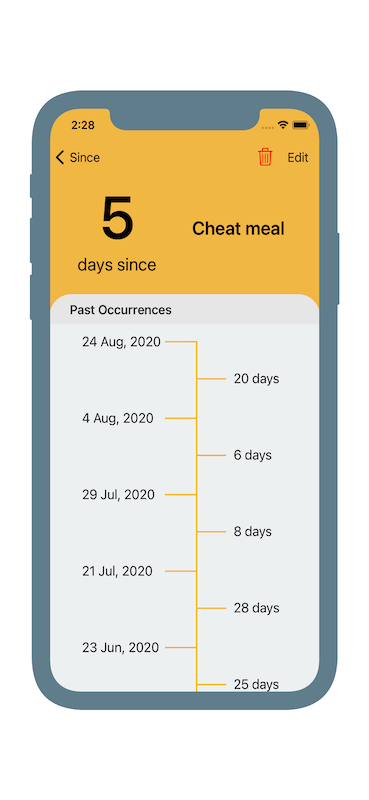 2:28
Since
Edit
5
days since
Cheat meal
Past Occurrences
24 Aug, 2020
20 days
4 Aug, 2020
6 days
29 Jul, 2020
8 days
21 Jul, 2020
28 days
23 Jun, 2020
25 days